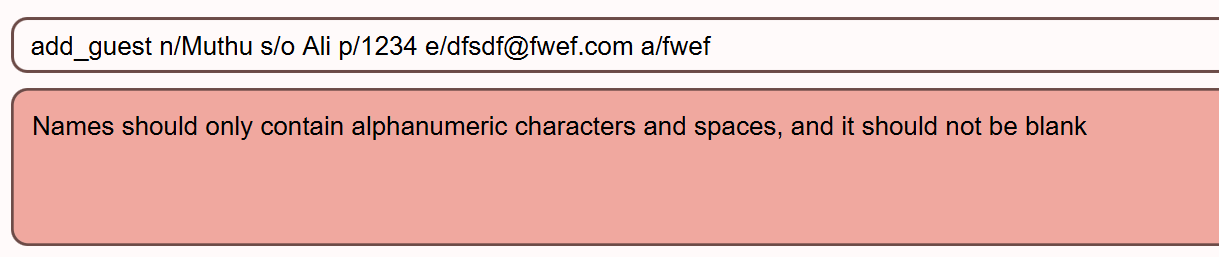 add_guest n/Muthu s/o Ali p/1234 e/dfsdf@fwef.com a/fwef
Names should only contain alphanumeric characters and spaces, and it should not be blank